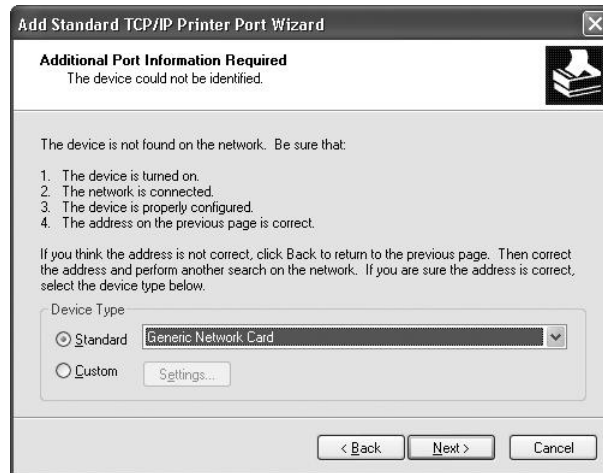 Add Standard TCP/IP Printer Port Wizard
Additional Port Information Required
The device could not be identified.
The device is not found on the network. Be sure that:
1. The device is turned on.
2. The network is connected.
3. The device is properly configured.
4. The address on the previous page is correct.
If you think the address is not correct, click Back to return to the previous page. Then correct
the address and perform another search on the network. If you are sure the address is correct,
select the device type below.
Device Type
Standard Generic Network Card
Custom Settings...
< Back Next > Cancel